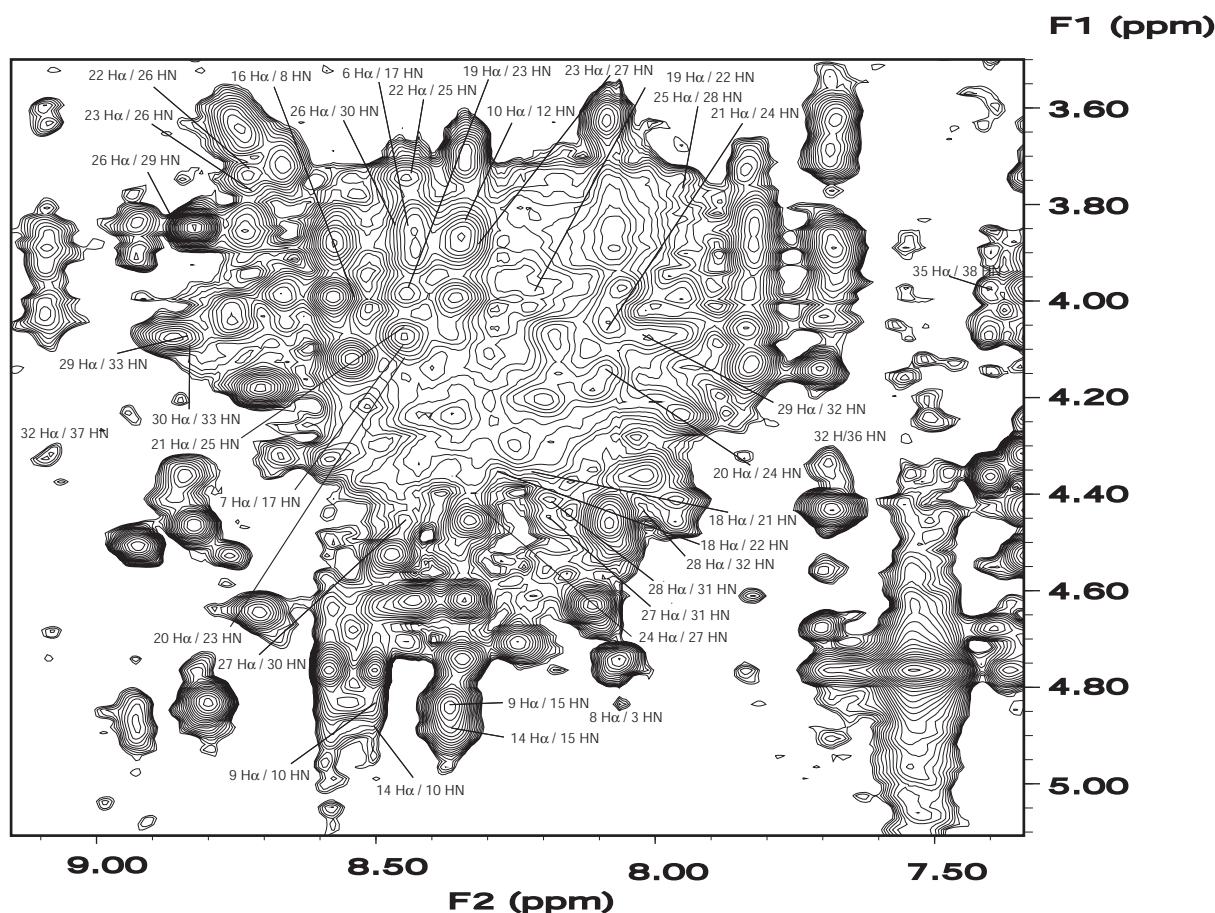 F1 (ppm)
22 Hα / 26 HN
16 Hα / 8 HN
6 Hα / 17 HN
19 Hα / 23 HN
23 Hα / 27 HN
19 Hα / 22 HN
22 Hα / 25 HN
25 Hα / 28 HN
23 Hα / 26 HN
26 Hα / 30 HN
10 Hα / 12 HN
21 Hα / 24 HN
3.60
26 Hα / 29 HN
3.80
35 Hα / 38 HN
4.00
29 Hα / 33 HN
4.20
30 Hα / 33 HN
29 Hα / 32 HN
32 Hα / 37 HN
21 Hα / 25 HN
32 H/36 HN
20 Hα / 24 HN
7 Hα / 17 HN
4.40
18 Hα / 21 HN
18 Hα / 22 HN
28 Hα / 32 HN
28 Hα / 31 HN
4.60
27 Hα / 31 HN
20 Hα / 23 HN
24 Hα / 27 HN
27 Hα / 30 HN
4.80
9 Hα / 15 HN
8 Hα / 3 HN
14 Hα / 15 HN
9 Hα / 10 HN
14 Hα / 10 HN
5.00
9.00 8.50 8.00 7.50
F2 (ppm)